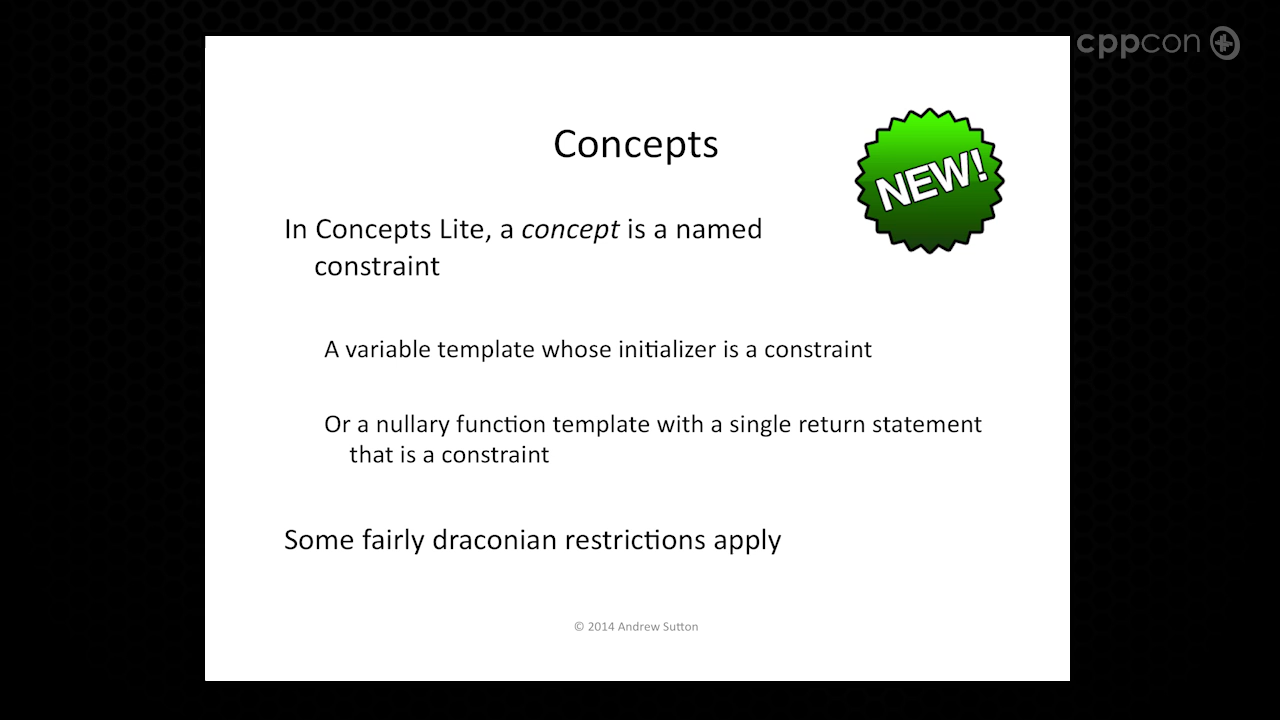 cppcon
Concepts
NEW!
In Concepts Lite, a concept is a named
constraint
A variable template whose initializer is a constraint
Or a nullary function template with a single return statement
that is a constraint
Some fairly draconian restrictions apply
© 2014 Andrew Sutton